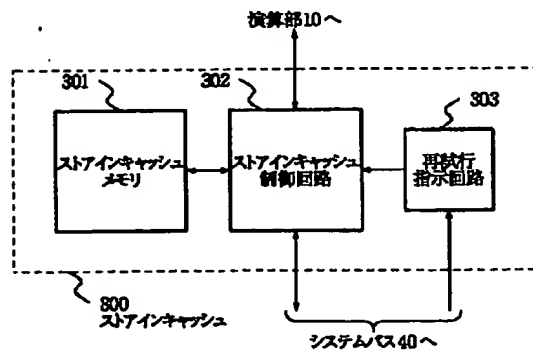 演算部10へ
301
302
303
ストアインキャッシュ
メモリ
ストアインキャッシュ
制御回路
再試行
指示回路
300
ストアインキャッシュ
システムバス40へ